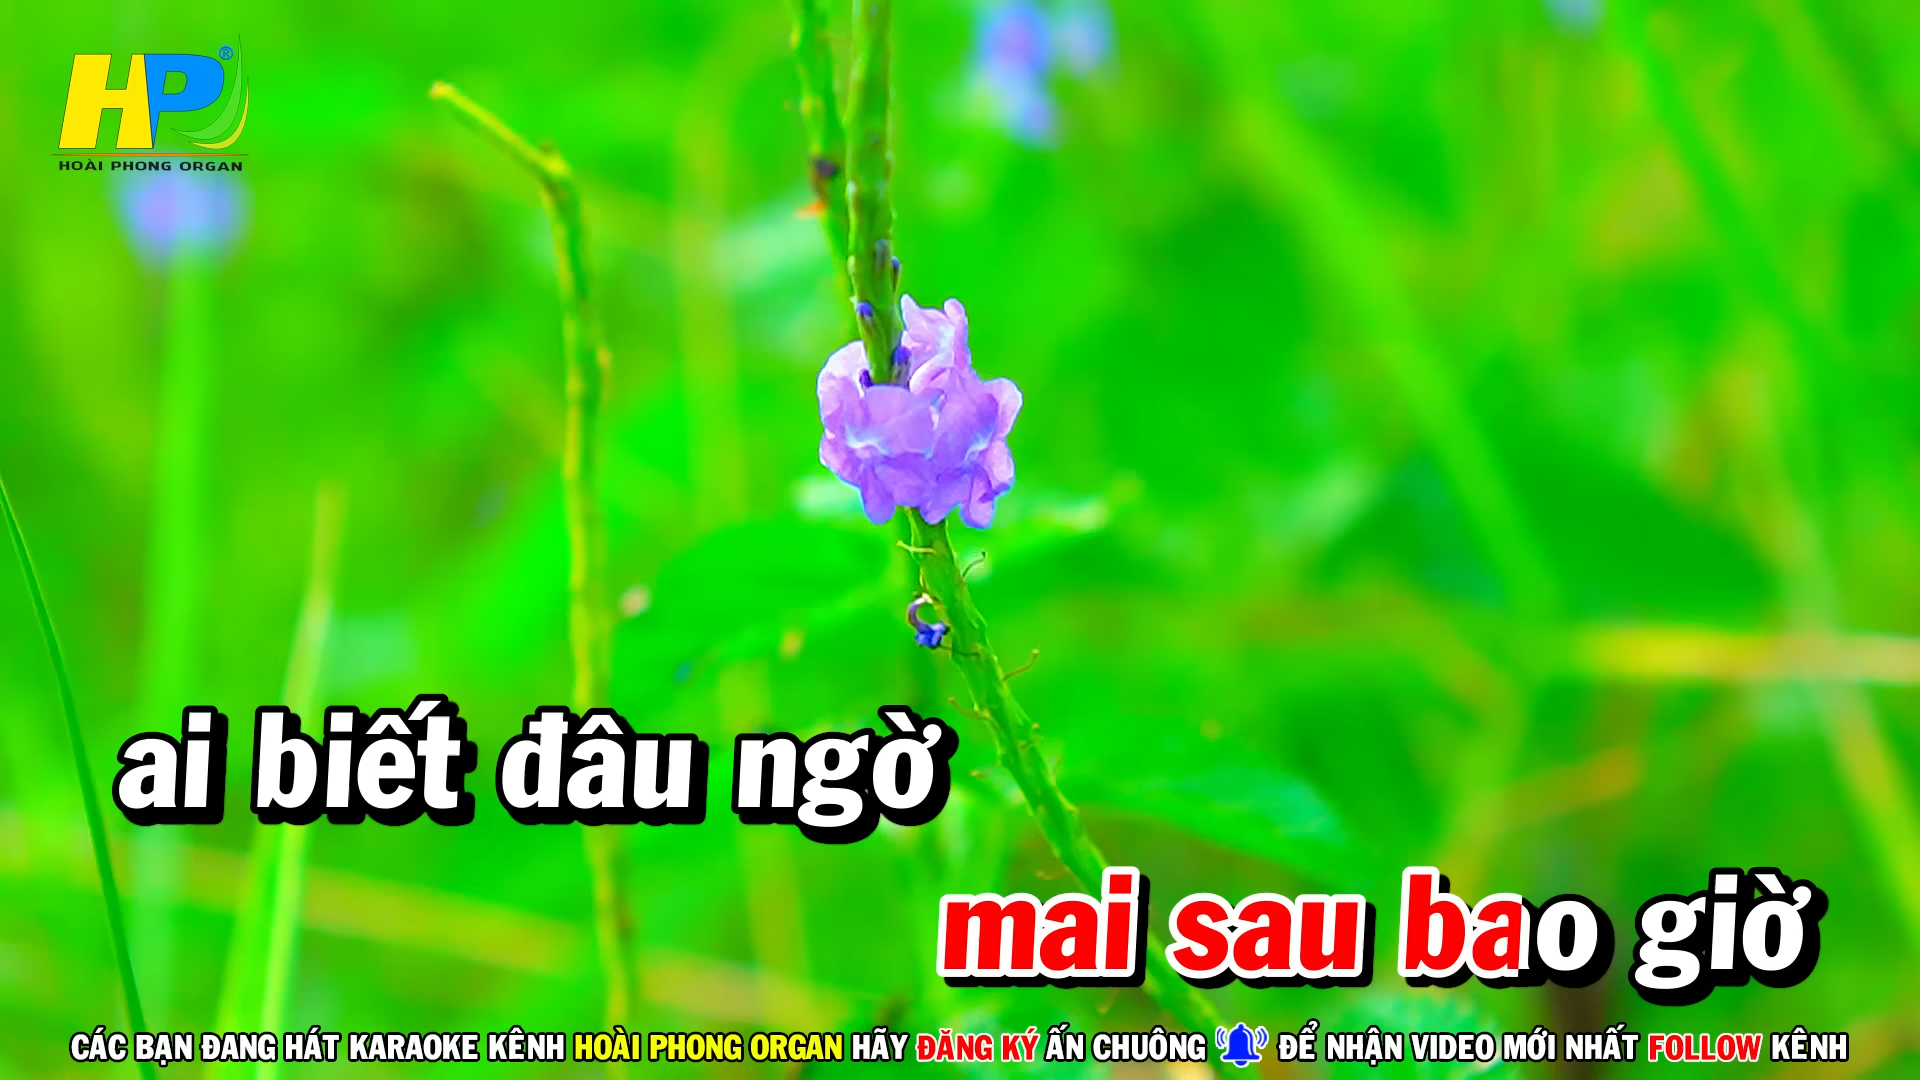 HP®
HOÀI PHONG ORGAN
ai biết đâu ngờ
mai sau bao giờ
CÁC BẠN ĐANG HÁT KARAOKE KÊNH HOÀI PHONG ORGAN HÃY ĐĂNG KÝ ẤN CHUÔNG ĐỂ NHẬN VIDEO MỚI NHẤT FOLLOW KÊNH